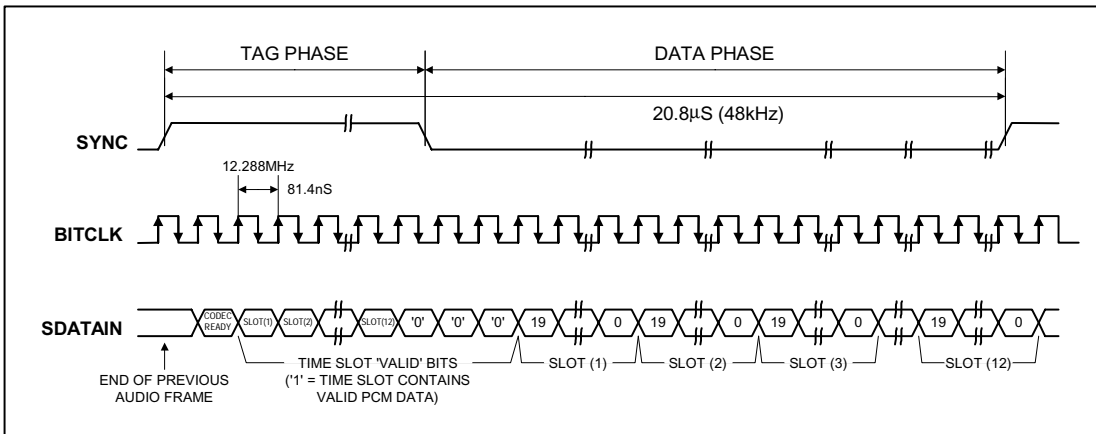 TAG PHASE
DATA PHASE
20.8µS (48kHz)
SYNC
12.288MHz
81.4nS
BITCLK
SDATAIN
CODEC
READY
SLOT(1)
SLOT(2)
SLOT(12)
'0'
'0'
'0'
19
0
19
0
19
0
19
0
TIME SLOT 'VALID' BITS
('1' = TIME SLOT CONTAINS
VALID PCM DATA)
SLOT (1)
SLOT (2)
SLOT (3)
SLOT (12)
END OF PREVIOUS
AUDIO FRAME